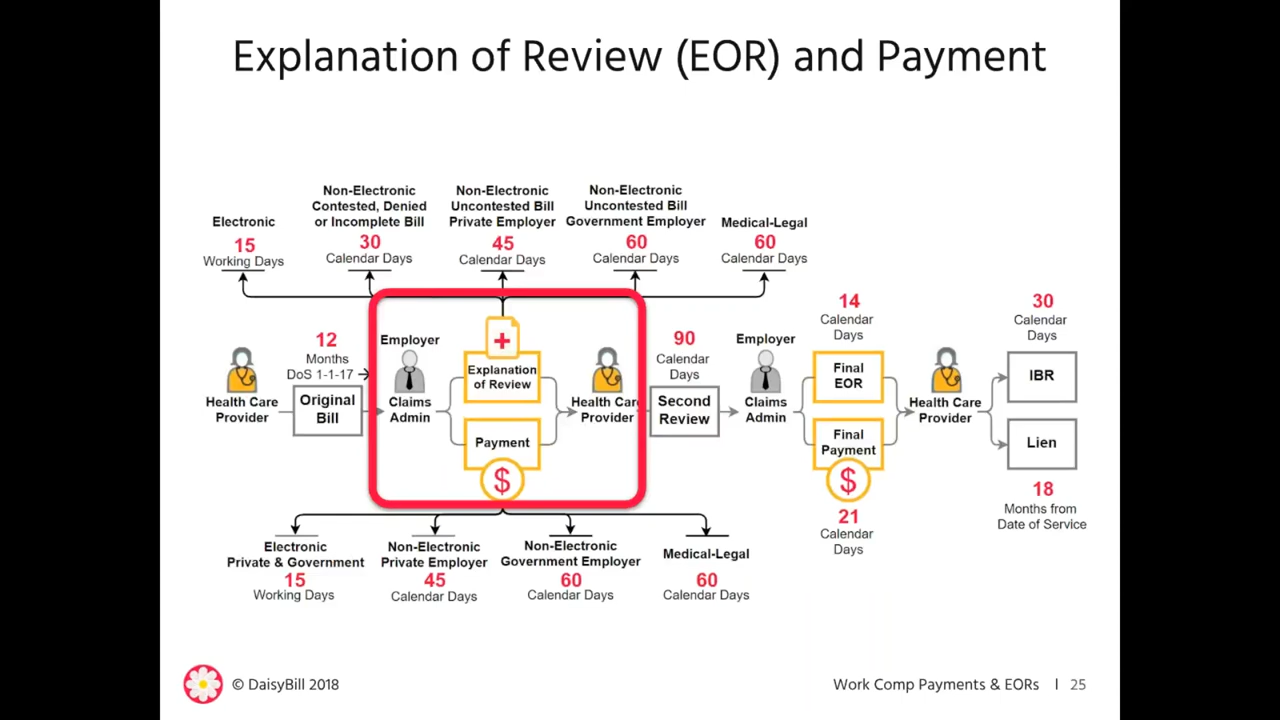 Explanation of Review (EOR) and Payment
Electronic
15
Working Days
Non-Electronic
Contested, Denied
or Incomplete Bill
30
Calendar Days
Non-Electronic
Uncontested Bill
Private Employer
45
Calendar Days
Non-Electronic
Uncontested Bill
Government Employer
60
Calendar Days
Medical-Legal
60
Calendar Days
Health Care
Provider
12
Months
DoS 1-1-17
Original
Bill
Employer
Claims
Admin
Explanation
of Review
Payment
$
Health Care
Provider
90
Calendar
Days
Second
Review
Employer
Claims
Admin
14
Calendar
Days
Final
EOR
Final
Payment
$
21
Calendar
Days
Health Care
Provider
30
Calendar
Days
IBR
Lien
18
Months from
Date of Service
Electronic
Private & Government
15
Working Days
Non-Electronic
Private Employer
45
Calendar Days
Non-Electronic
Government Employer
60
Calendar Days
Medical-Legal
60
Calendar Days
© DaisyBill 2018
Work Comp Payments & EORs | 25